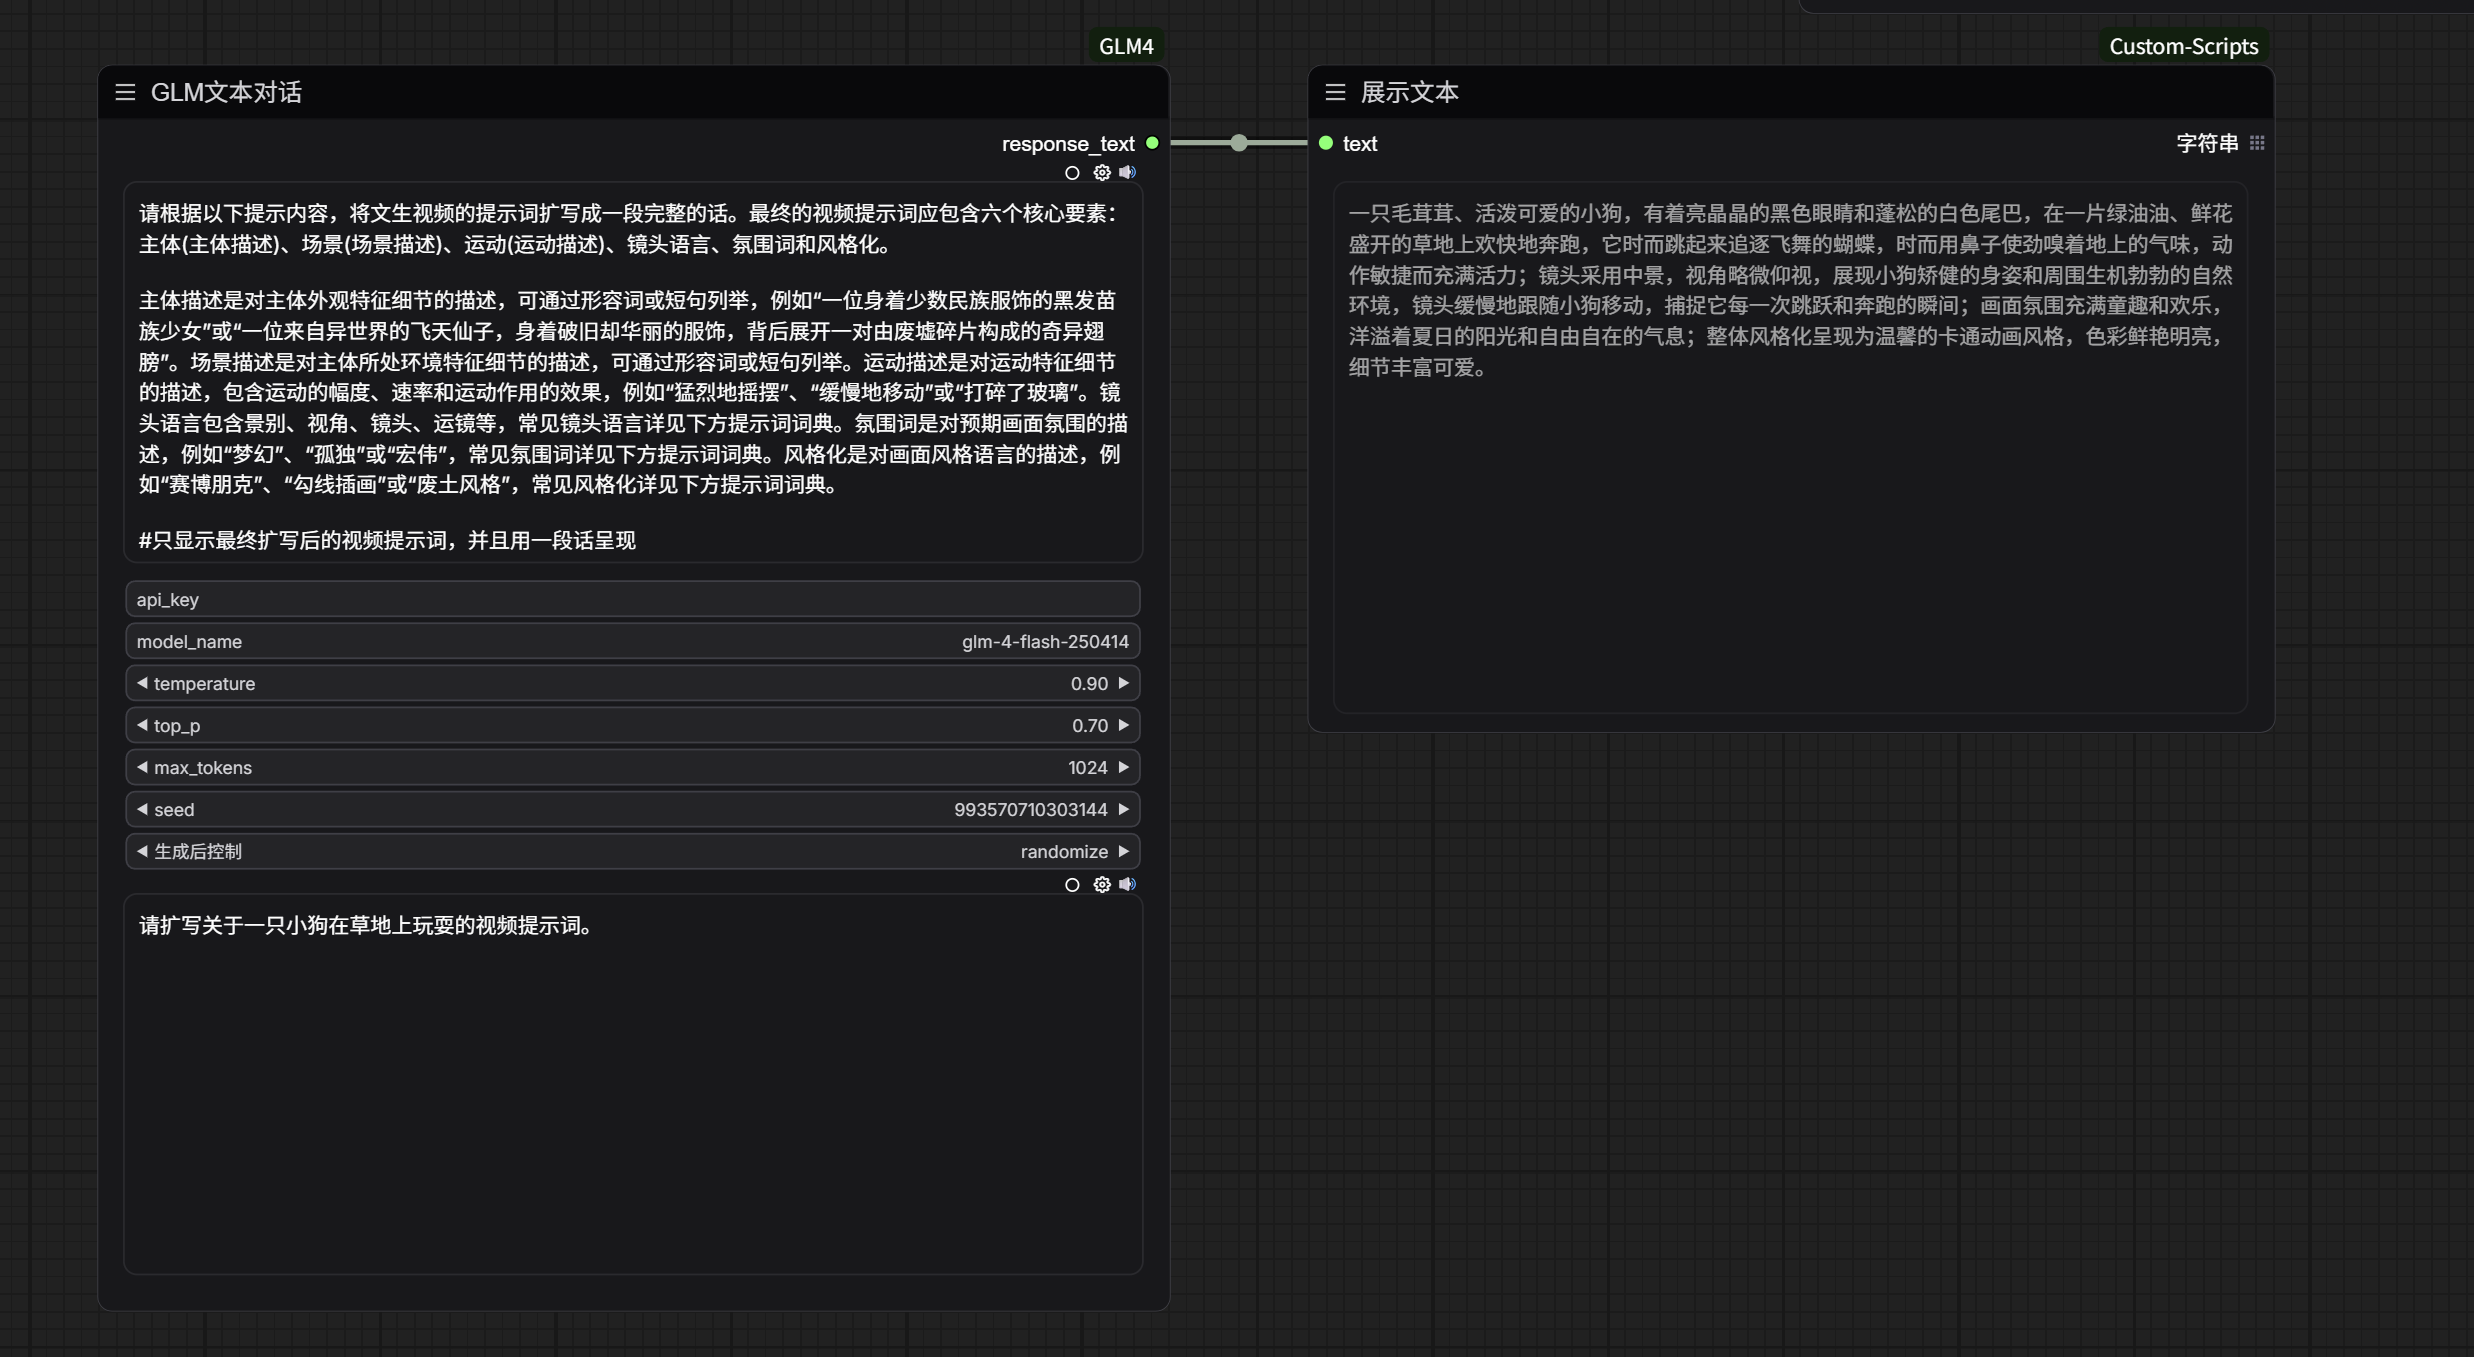 GLM4
GLM文本对话
response_text
请根据以下提示内容，将文生视频的提示词扩写成一段完整的话。最终的视频提示词应包含六个核心要素：
主体(主体描述)、场景(场景描述)、运动(运动描述)、镜头语言、氛围词和风格化。
主体描述是对主体外观特征细节的描述，可通过形容词或短句列举，例如“一位身着少数民族服饰的黑发苗
族少女”或“一位来自异世界的飞天仙子，身着破旧却华丽的服饰，背后展开一对由废墟碎片构成的奇异翅
膀”。场景描述是对主体所处环境特征细节的描述，可通过形容词或短句列举。运动描述是对运动特征细节
的描述，包含运动的幅度、速率和运动作用的效果，例如“猛烈地摇摆”、“缓慢地移动”或“打碎了玻璃”。镜
头语言包含景别、视角、镜头、运镜等，常见镜头语言详见下方提示词词典。氛围词是对预期画面氛围的描
述，例如“梦幻”、“孤独”或“宏伟”，常见氛围词详见下方提示词词典。风格化是对画面风格语言的描述，例
如“赛博朋克”、“勾线插画”或“废土风格”，常见风格化详见下方提示词词典。
#只显示最终扩写后的视频提示词，并且用一段话呈现
api_key
model_name glm-4-flash-250414
temperature 0.90
top_p 0.70
max_tokens 1024
seed 993570710303144
生成后控制 randomize
请扩写关于一只小狗在草地上玩耍的视频提示词。
Custom-Scripts
展示文本
text 字符串
一只毛茸茸、活泼可爱的小狗，有着亮晶晶的黑色眼睛和蓬松的白色尾巴，在一片绿油油、鲜花
盛开的草地上欢快地奔跑，它时而跳起来追逐飞舞的蝴蝶，时而用鼻子使劲嗅着地上的气味，动
作敏捷而充满活力；镜头采用中景，视角略微仰视，展现小狗矫健的身姿和周围生机勃勃的自然
环境，镜头缓慢地跟随小狗移动，捕捉它每一次跳跃和奔跑的瞬间；画面氛围充满童趣和欢乐，
洋溢着夏日的阳光和自由自在的气息；整体风格化呈现为温馨的卡通动画风格，色彩鲜艳明亮，
细节丰富可爱。